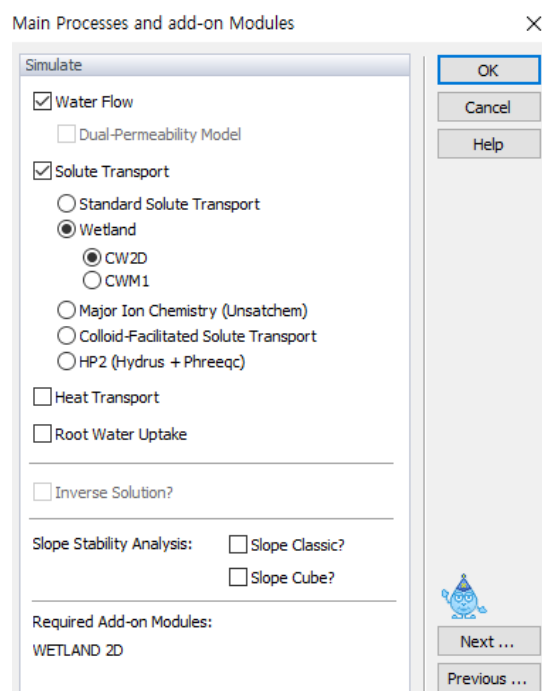 Main Processes and add-on Modules
Simulate
Water Flow
Dual-Permeability Model
Solute Transport
Standard Solute Transport
Wetland
CW2D
CWM1
Major Ion Chemistry (Unsatchem)
Colloid-Facilitated Solute Transport
HP2 (Hydrus + Phreeqc)
Heat Transport
Root Water Uptake
Inverse Solution?
Slope Stability Analysis: Slope Classic?
Slope Cube?
Required Add-on Modules:
WETLAND 2D
OK
Cancel
Help
Next ...
Previous ...